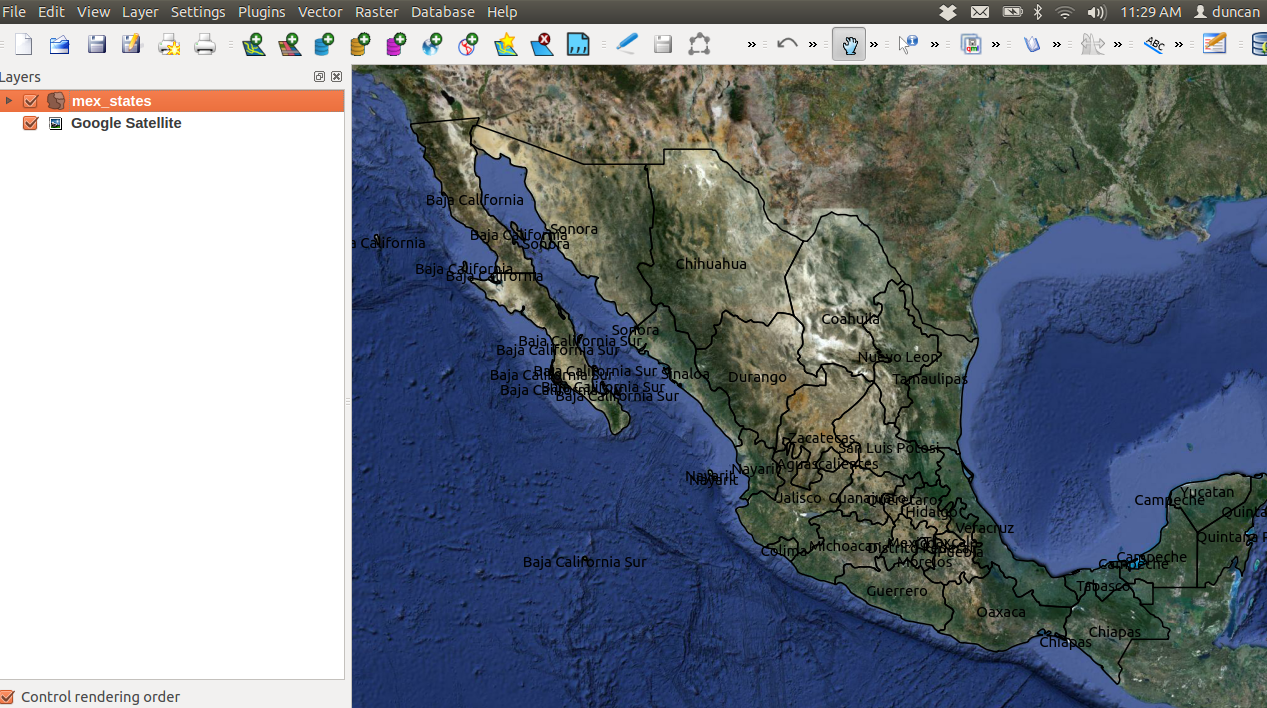 File Edit View Layer Settings Plugins Vector Raster Database Help 11:29 AM duncan
ABC
Layers
mex_states
Google Satellite
Control rendering order
Baja California
Sonora
Baja California
Sonora
a California
Chihuahua
Baja California
Baja California
Coahuila
Sonora
Baja California Sur
Baja California Sur
Nuevo Leon
Baja California Sur
Sinaloa
Durango
Tamaulipas
Baja California Sur
Baja California Sur
Baja California Sur
Baja California Sur
Zacatecas
San Luis Potosi
Aguascalientes
Nayarit
Nayarit
Nayarit
Yucatan
Campeche
Jalisco
Guanajuato
Queretaro
Hidalgo
Quinta
Veracruz
Quintana R
Mexico
Tlaxcala
Michoacan
Distrito Federal
Colima
Puebla
Campeche
Campeche
Baja California Sur
Morelos
Tabasco
Guerrero
Oaxaca
Chiapas
Chiapas